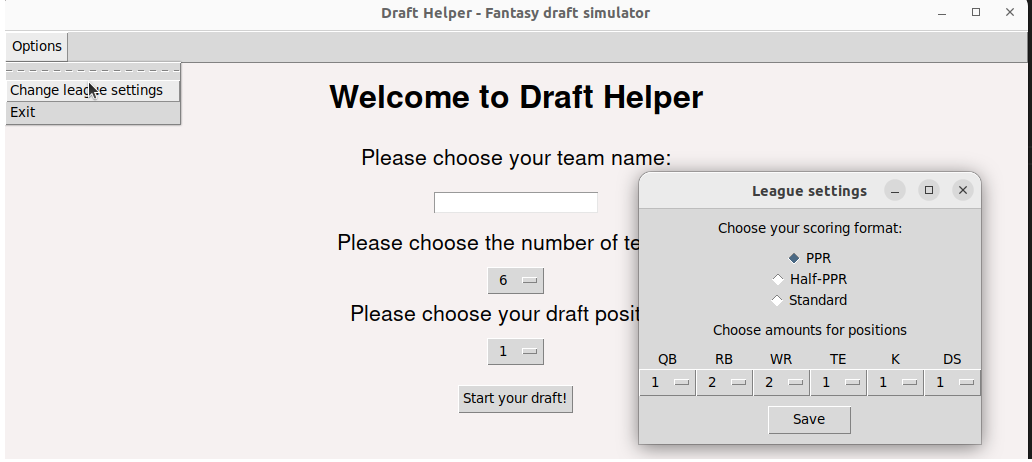 Draft Helper - Fantasy draft simulator
Options
Change league settings
Exit
Welcome to Draft Helper
Please choose your team name:
Please choose the number of te
6
Please choose your draft posit
1
Start your draft!
League settings
Choose your scoring format:
PPR
Half-PPR
Standard
Choose amounts for positions
QB RB WR TE K DS
1 2 2 1 1 1
Save